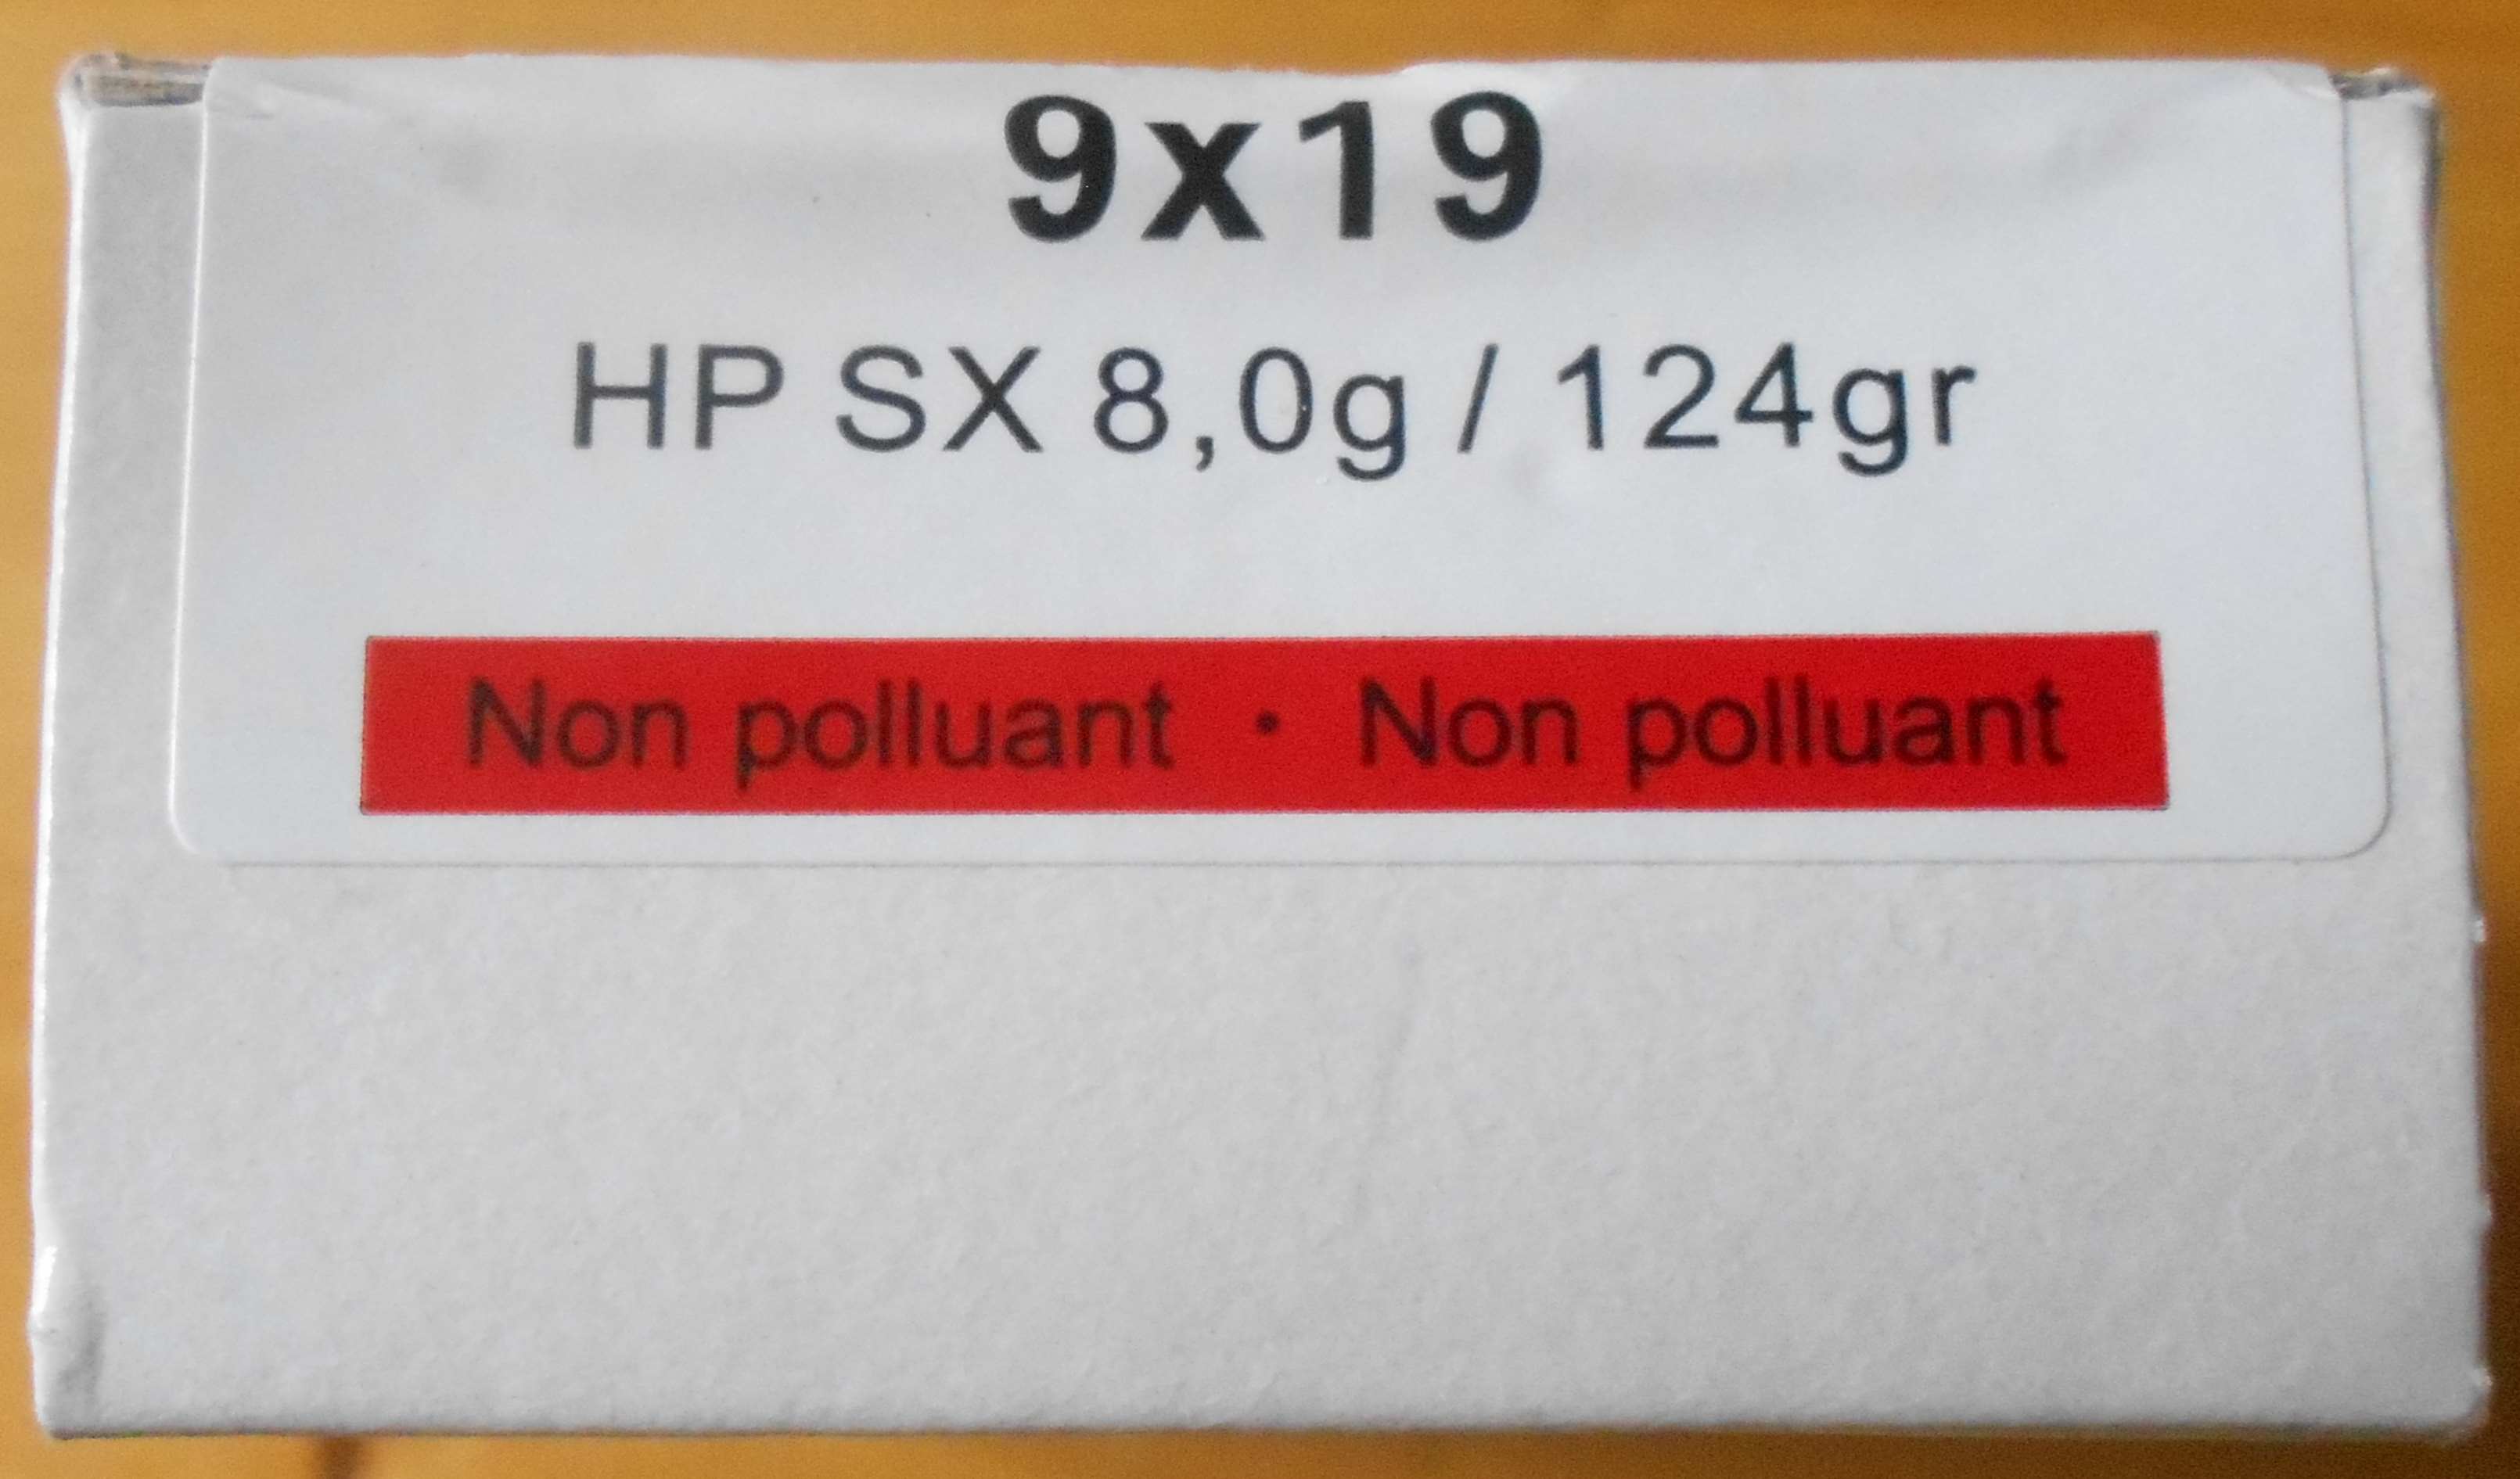 9x19
HP SX 8,0g / 124gr
Non polluant • Non polluant